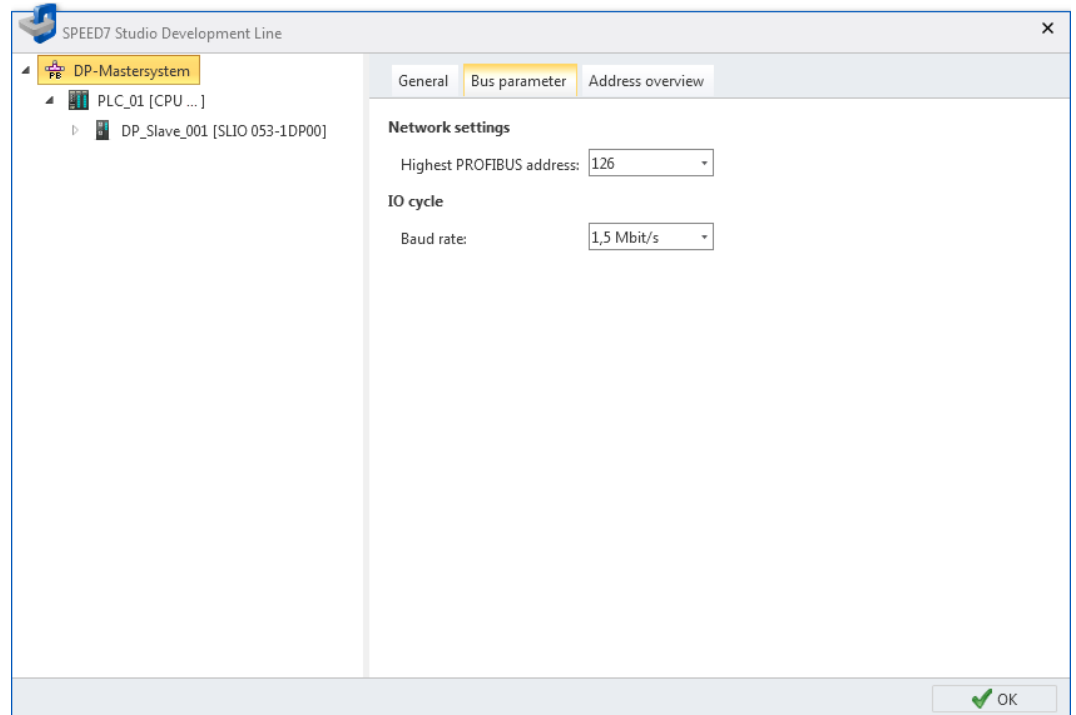 SPEED7 Studio Development Line
DP-Mastersystem
PB
PLC_01 [CPU ... ]
DP_Slave_001 [SLIO 053-1DP00]
General
Bus parameter
Address overview
Network settings
Highest PROFIBUS address: 126
IO cycle
Baud rate: 1,5 Mbit/s
OK